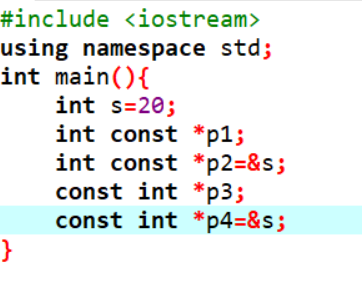 #include <iostream>
using namespace std;
int main(){
    int s=20;
    int const *p1;
    int const *p2=&s;
    const int *p3;
    const int *p4=&s;
}